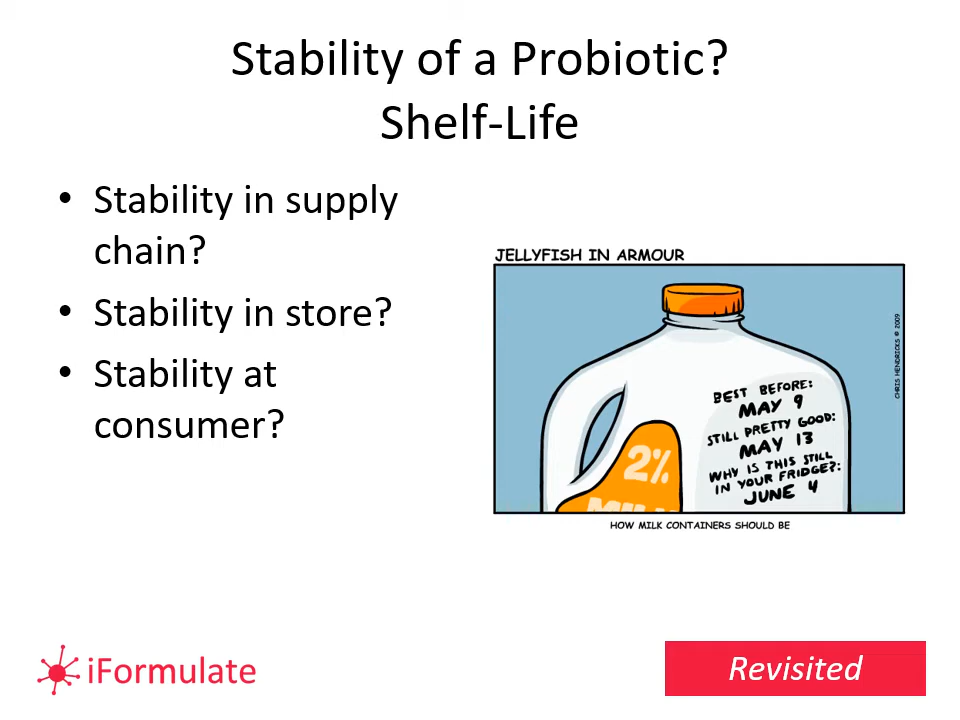 Stability of a Probiotic?
Shelf-Life
• Stability in supply
chain?
• Stability in store?
• Stability at
consumer?
JELLYFISH IN ARMOUR
BEST BEFORE:
MAY 9
STILL PRETTY GOOD:
MAY 13
WHY IS THIS STILL
IN YOUR FRIDGE?:
JUNE 4
2%
MILK
CHRIS HENDRICKS © 2009
HOW MILK CONTAINERS SHOULD BE
iFormulate
Revisited